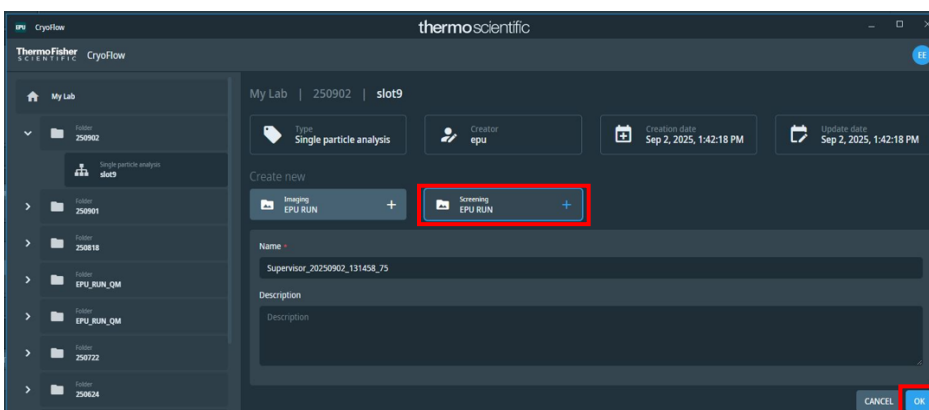 EPU CryoFlow
thermo scientific
ThermoFisher
SCIENTIFIC
CryoFlow
EE
My Lab
Folder
250902
Single particle analysis
slot9
Folder
250901
Folder
250818
Folder
EPU_RUN_QM
Folder
EPU_RUN_QM
Folder
250722
Folder
250624
My Lab | 250902 | slot9
Type
Single particle analysis
Creator
epu
Creation date
Sep 2, 2025, 1:42:18 PM
Update date
Sep 2, 2025, 1:42:18 PM
Create new
Imaging
EPU RUN +
Screening
EPU RUN +
Name •
Supervisor_20250902_131458_75
Description
Description
CANCEL OK